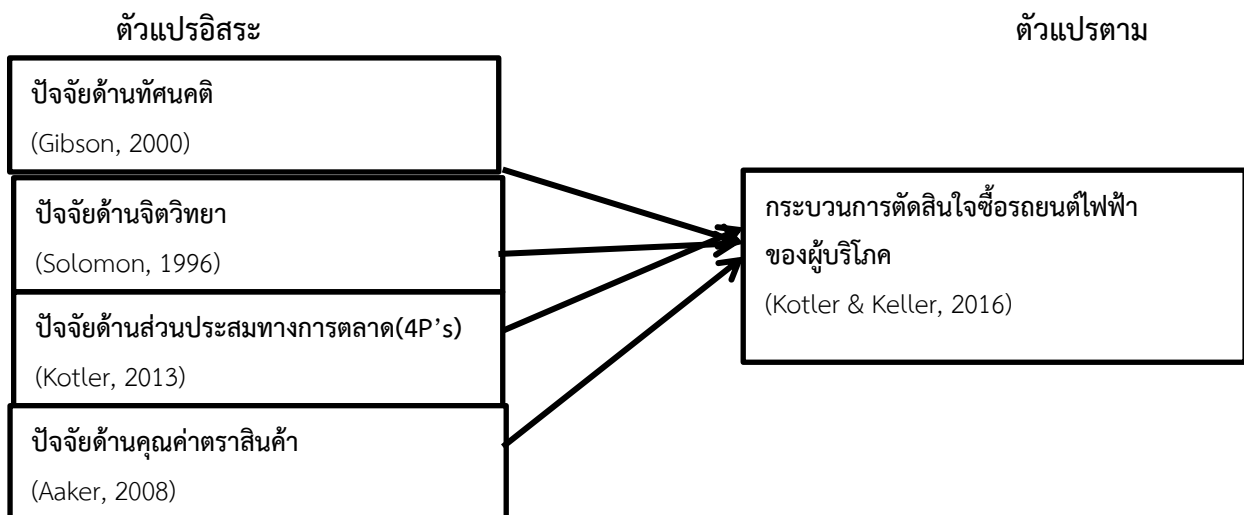 ตัวแปรอิสระ
ตัวแปรตาม
ปัจจัยด้านทัศนคติ
(Gibson, 2000)
ปัจจัยด้านจิตวิทยา
(Solomon, 1996)
ปัจจัยด้านส่วนประสมทางการตลาด(4P’s)
(Kotler, 2013)
ปัจจัยด้านคุณค่าตราสินค้า
(Aaker, 2008)
กระบวนการตัดสินใจซื้อรถยนต์ไฟฟ้า
ของผู้บริโภค
(Kotler & Keller, 2016)